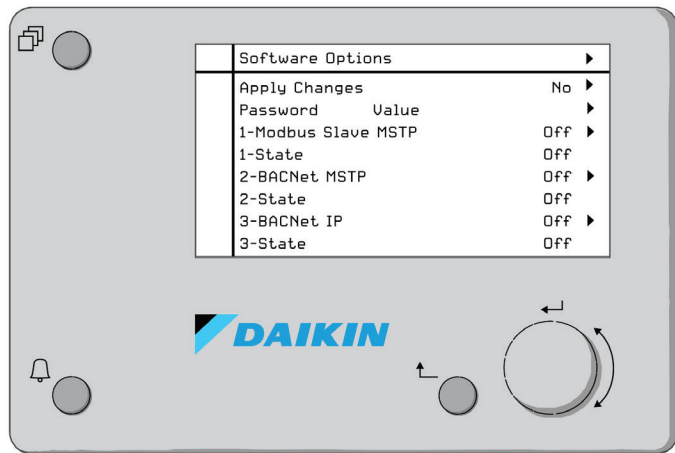 Software Options
Apply Changes No
Password Value
1-Modbus Slave MSTP Off
1-State Off
2-BACNet MSTP Off
2-State Off
3-BACNet IP Off
3-State Off
DAIKIN